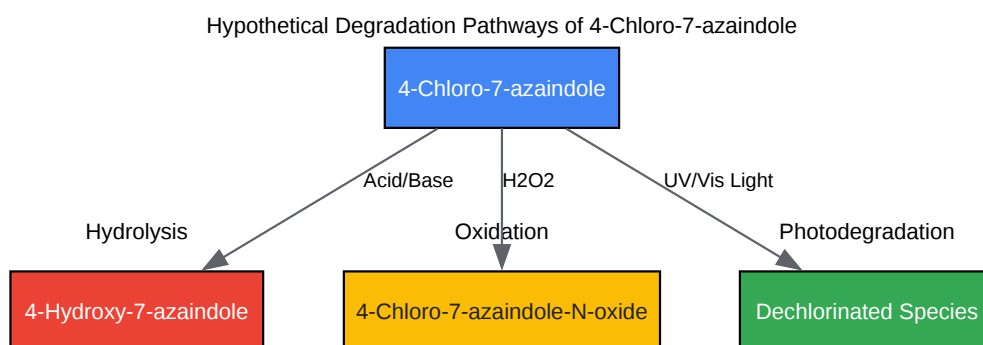 Hypothetical Degradation Pathways of 4-Chloro-7-azaindole
4-Chloro-7-azaindole
Acid/Base
H2O2
UV/Vis Light
Hydrolysis
Oxidation
Photodegradation
4-Hydroxy-7-azaindole
4-Chloro-7-azaindole-N-oxide
Dechlorinated Species